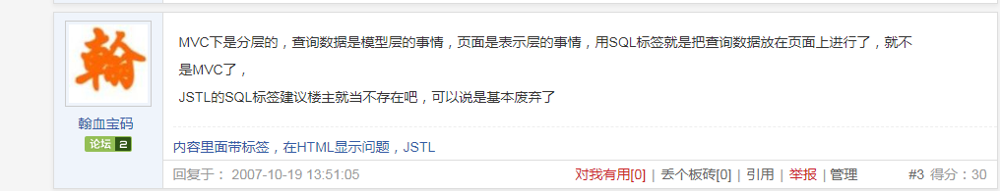 翰
MVC下是分层的，查询数据是模型层的事情，页面是表示层的事情，用SQL标签就是把查询数据放在页面上进行了，就不
是MVC了，
JSTL的SQL标签建议楼主就当不存在吧，可以说是基本废弃了
翰血宝码
论坛 2
内容里面带标签，在HTML显示问题，JSTL
回复于： 2007-10-19 13:51:05
对我有用[0] | 丢个板砖[0] | 引用 | 举报 | 管理
#3 得分：30